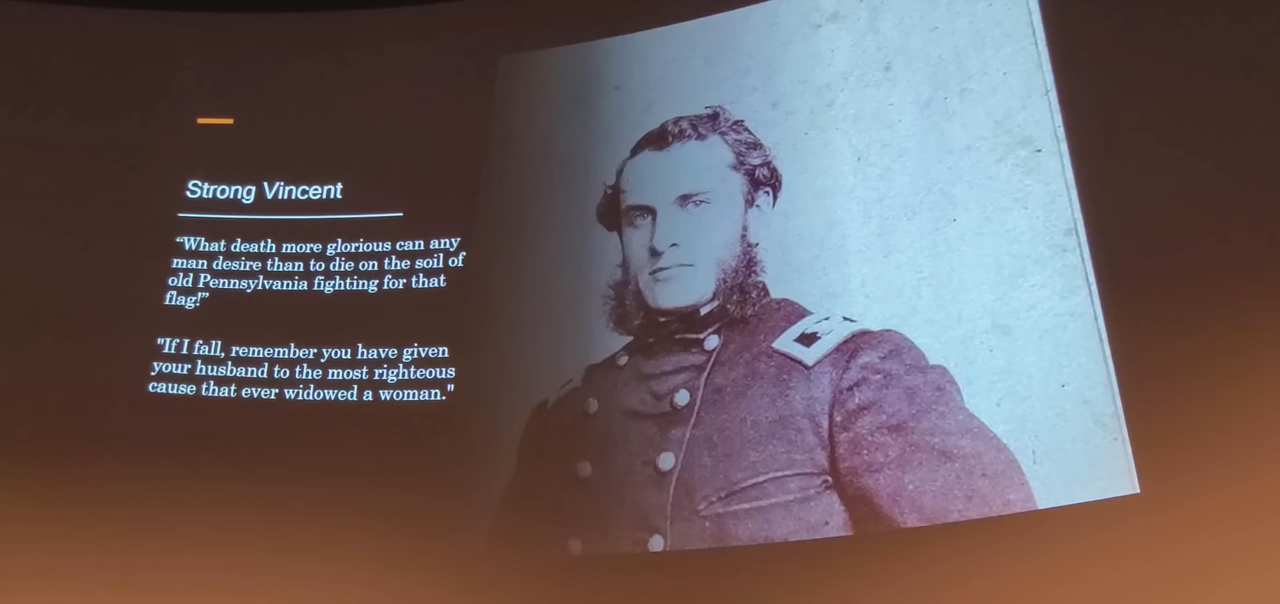 Strong Vincent
“What death more glorious can any
man desire than to die on the soil of
old Pennsylvania fighting for that
flag!”
"If I fall, remember you have given
your husband to the most righteous
cause that ever widowed a woman."